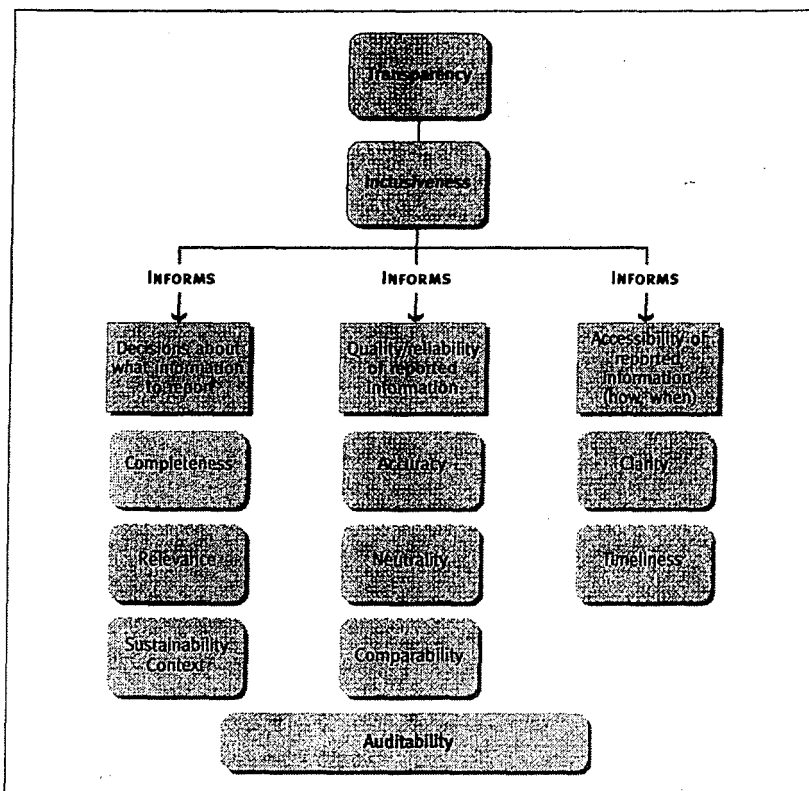 Transparency
Inclusiveness
INFORMS
INFORMS
INFORMS
Decisions about
what information
to report
Quality/reliability
of reported
information
Accessibility of
reported
information
(how, when)
Completeness
Accuracy
Clarity
Relevance
Neutrality
Timeliness
Sustainability
Context
Comparability
Auditability